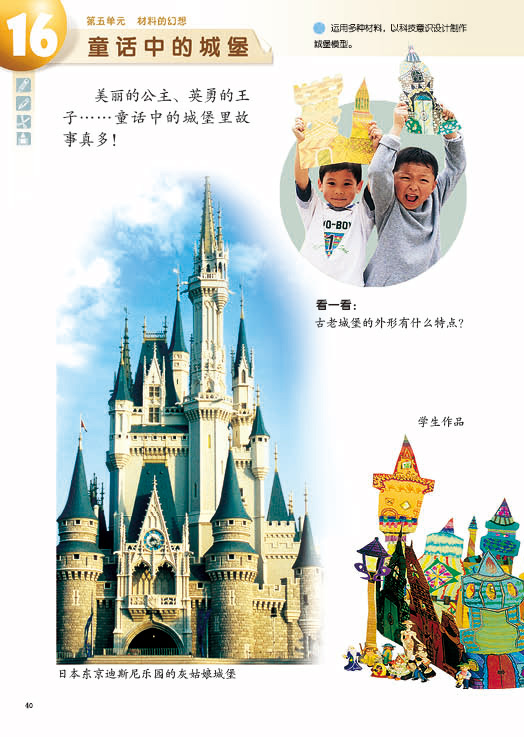 16
第五单元 材料的幻想
童话中的城堡
运用多种材料，以科技意识设计制作
城堡模型。
美丽的公主、英勇的王
子……童话中的城堡里故
事真多！
YO-BOY
1
看一看：
古老城堡的外形有什么特点？
学生作品
日本东京迪斯尼乐园的灰姑娘城堡
40